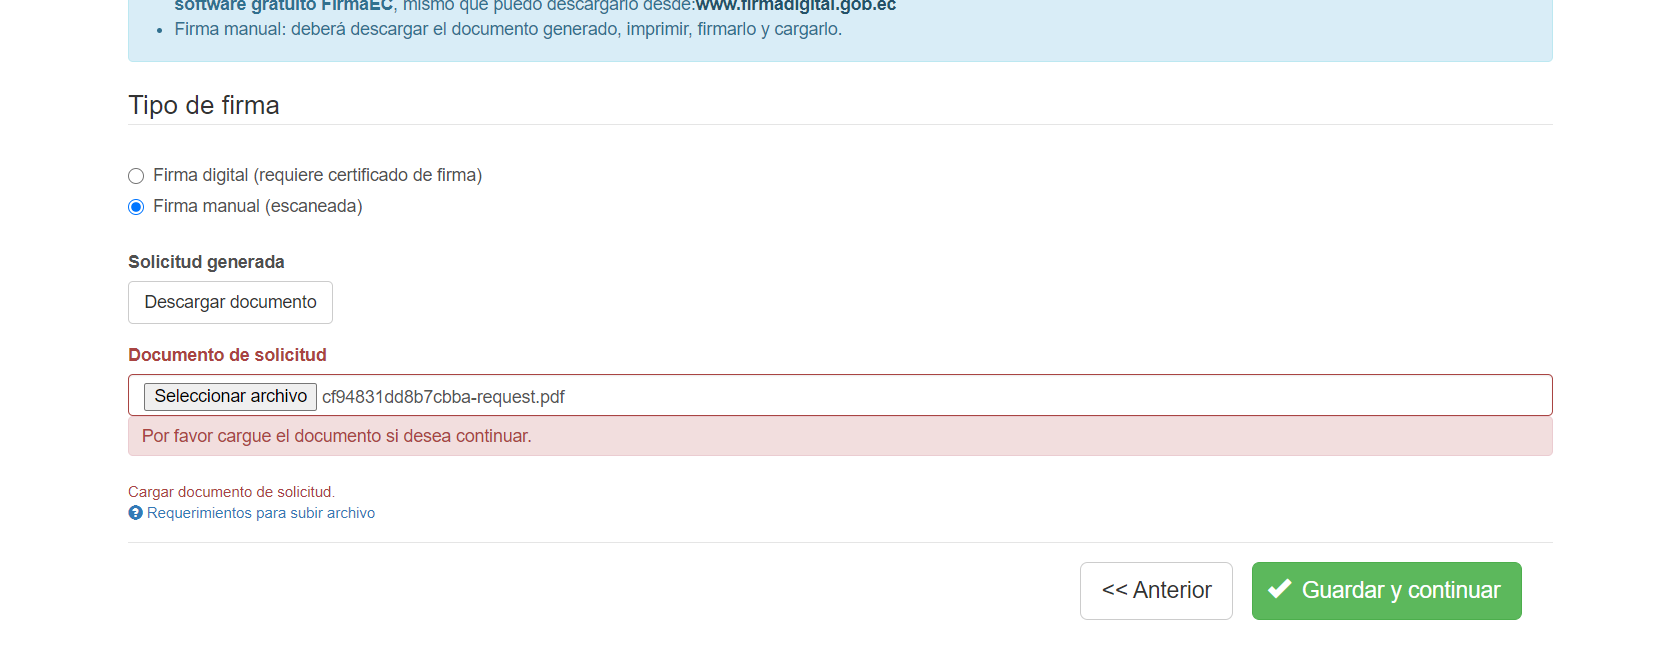 software gratuito FirmaEC, mismo que puedo descargarlo desde:www.firmadigital.gob.ec
• Firma manual: deberá descargar el documento generado, imprimir, firmarlo y cargarlo.
Tipo de firma
Firma digital (requiere certificado de firma)
Firma manual (escaneada)
Solicitud generada
Descargar documento
Documento de solicitud
Seleccionar archivo cf94831dd8b7cbba-request.pdf
Por favor cargue el documento si desea continuar.
Cargar documento de solicitud.
Requerimientos para subir archivo
<< Anterior
Guardar y continuar